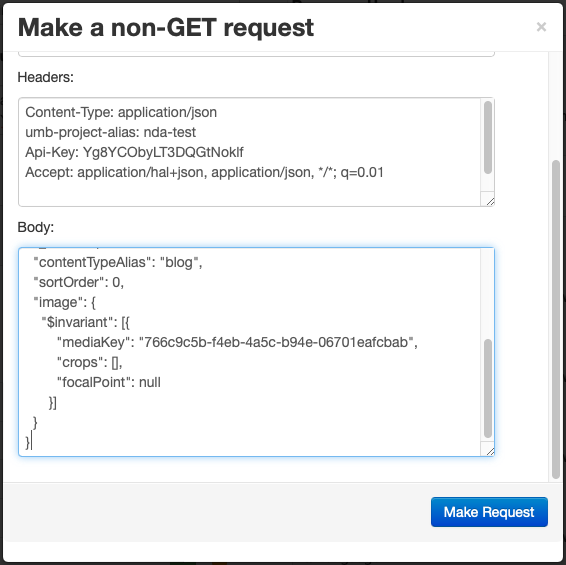 Make a non-GET request
×
Headers:
Content-Type: application/json
umb-project-alias: nda-test
Api-Key: Yg8YCObyLT3DQGtNoklf
Accept: application/hal+json, application/json, */*; q=0.01
Body:
"contentTypeAlias": "blog",
"sortOrder": 0,
"image": {
"$invariant": [{
"mediaKey": "766c9c5b-f4eb-4a5c-b94e-06701eafcbab",
"crops": [],
"focalPoint": null
}]
}
}
Make Request